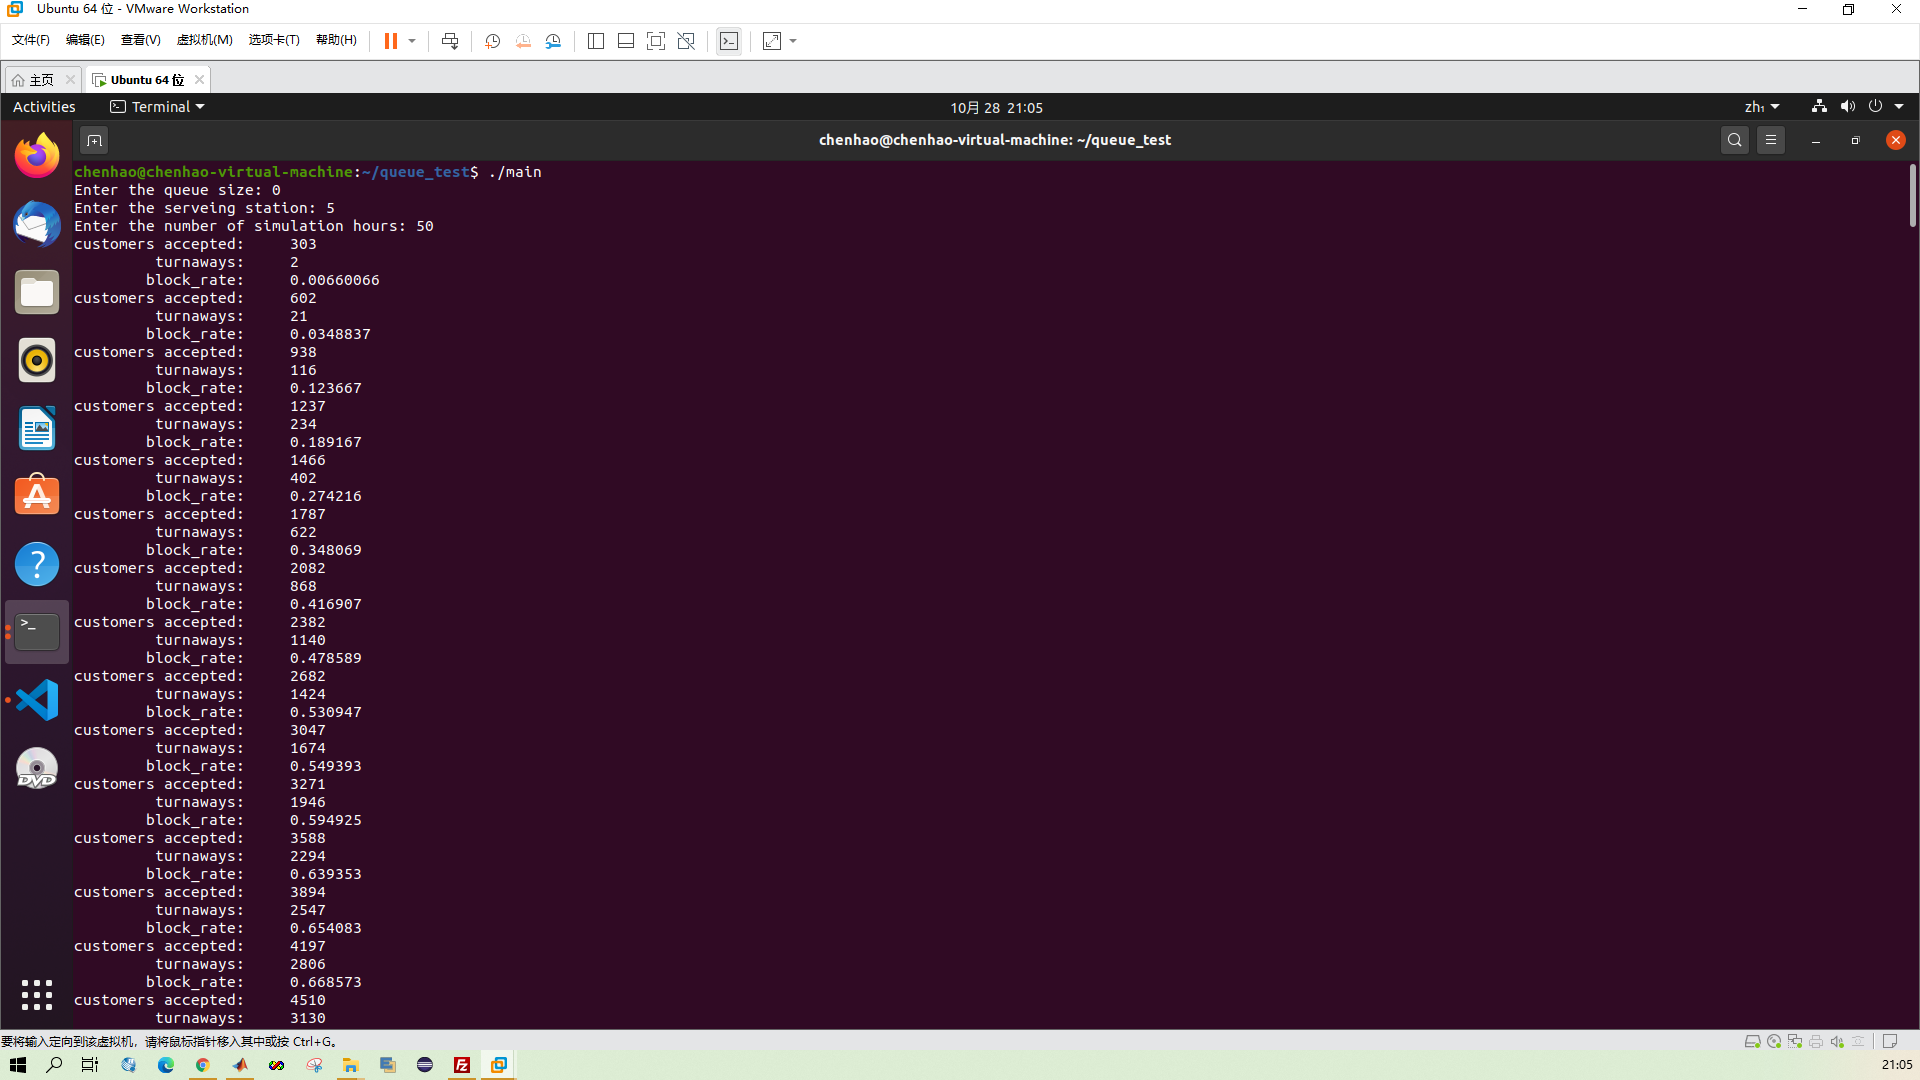 Ubuntu 64 位 - VMware Workstation
文件(F) 编辑(E) 查看(V) 虚拟机(M) 选项卡(T) 帮助(H)
主页 Ubuntu 64 位
Activities Terminal 10月 28 21:05 zh₁
chenhao@chenhao-virtual-machine: ~/queue_test
chenhao@chenhao-virtual-machine:~/queue_test$ ./main
Enter the queue size: 0
Enter the serveing station: 5
Enter the number of simulation hours: 50
customers accepted: 303
turnaways: 2
block_rate: 0.00660066
customers accepted: 602
turnaways: 21
block_rate: 0.0348837
customers accepted: 938
turnaways: 116
block_rate: 0.123667
customers accepted: 1237
turnaways: 234
block_rate: 0.189167
customers accepted: 1466
turnaways: 402
block_rate: 0.274216
customers accepted: 1787
turnaways: 622
block_rate: 0.348069
customers accepted: 2082
turnaways: 868
block_rate: 0.416907
customers accepted: 2382
turnaways: 1140
block_rate: 0.478589
customers accepted: 2682
turnaways: 1424
block_rate: 0.530947
customers accepted: 3047
turnaways: 1674
block_rate: 0.549393
customers accepted: 3271
turnaways: 1946
block_rate: 0.594925
customers accepted: 3588
turnaways: 2294
block_rate: 0.639353
customers accepted: 3894
turnaways: 2547
block_rate: 0.654083
customers accepted: 4197
turnaways: 2806
block_rate: 0.668573
customers accepted: 4510
turnaways: 3130
DVD
要将输入定向到该虚拟机，请将鼠标指针移入其中或按 Ctrl+G。
21:05